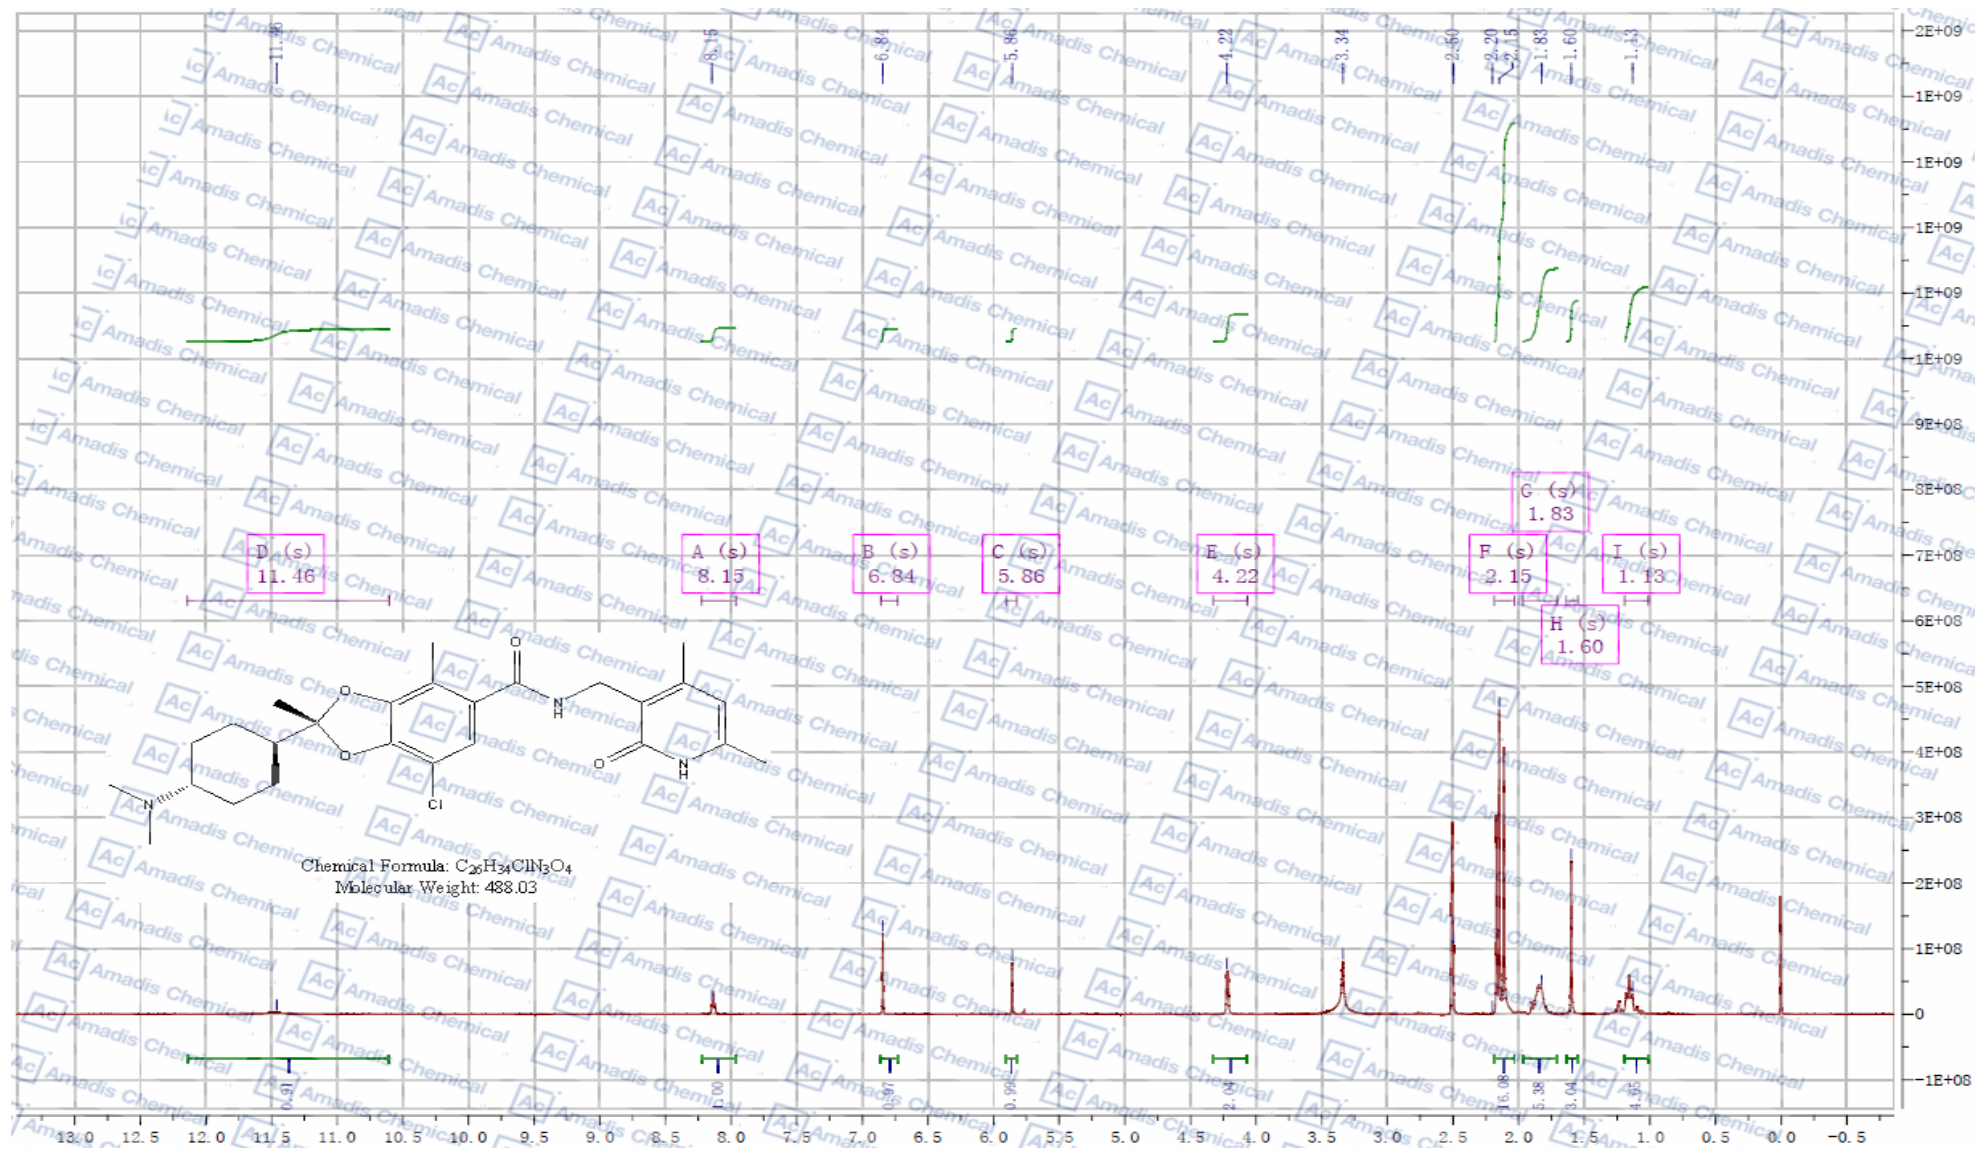 11.46
8.15
6.84
5.86
4.22
3.34
2.50
2.20
2.15
1.83
1.60
1.13
2E+09
1E+09
1E+09
1E+09
1E+09
1E+09
9E+08
8E+08
7E+08
6E+08
5E+08
4E+08
3E+08
2E+08
1E+08
0
-1E+08
G (s)
1.83
D (s)
11.46
A (s)
8.15
B (s)
6.84
C (s)
5.86
E (s)
4.22
F (s)
2.15
I (s)
1.13
H (s)
1.60
O
O
O
N
H
O
N
H
N
Cl
Chemical Formula: C26H34ClN3O4
Molecular Weight: 488.03
0.91
1.00
0.97
0.99
2.04
16.08
5.38
3.04
4.95
13.0 12.5 12.0 11.5 11.0 10.5 10.0 9.5 9.0 8.5 8.0 7.5 7.0 6.5 6.0 5.5 5.0 4.5 4.0 3.5 3.0 2.5 2.0 1.5 1.0 0.5 0.0 -0.5
Ac Amadis Chemical